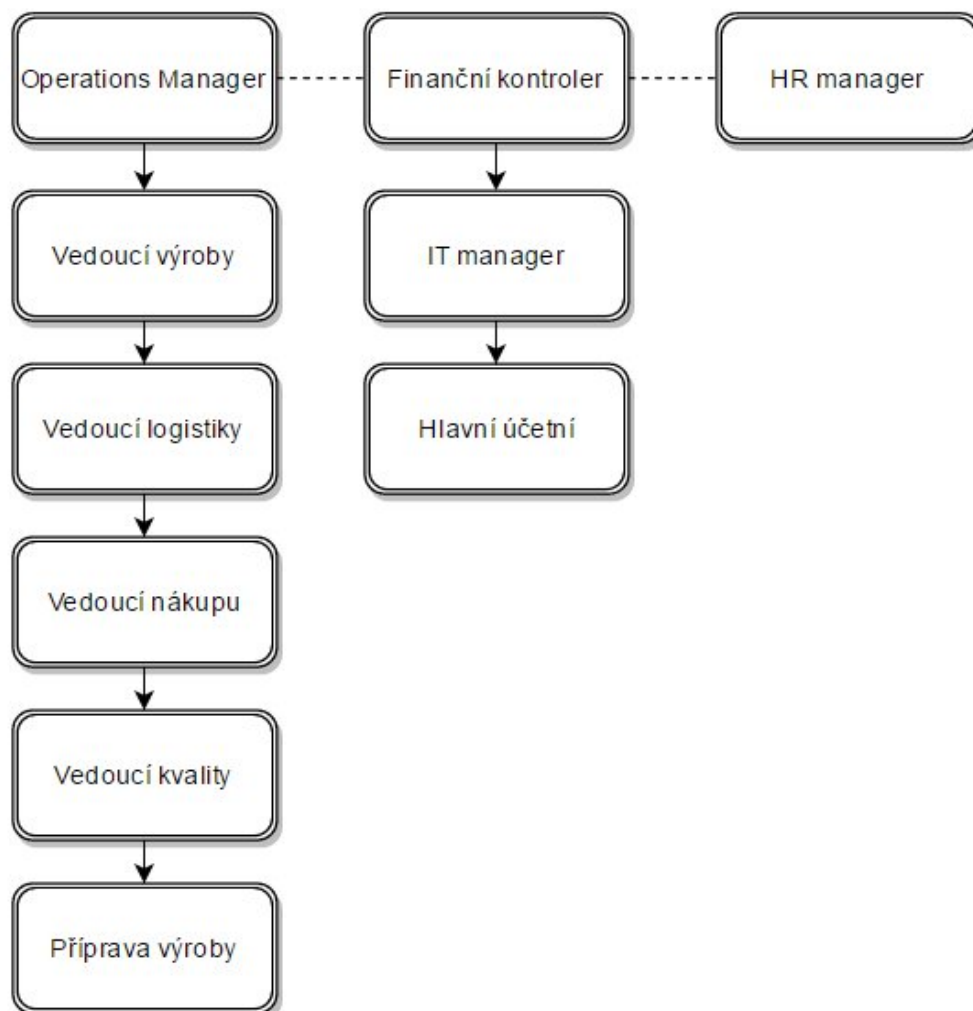 Operations Manager
Finanční kontroler
HR manager
Vedoucí výroby
IT manager
Vedoucí logistiky
Hlavní účetní
Vedoucí nákupu
Vedoucí kvality
Příprava výroby